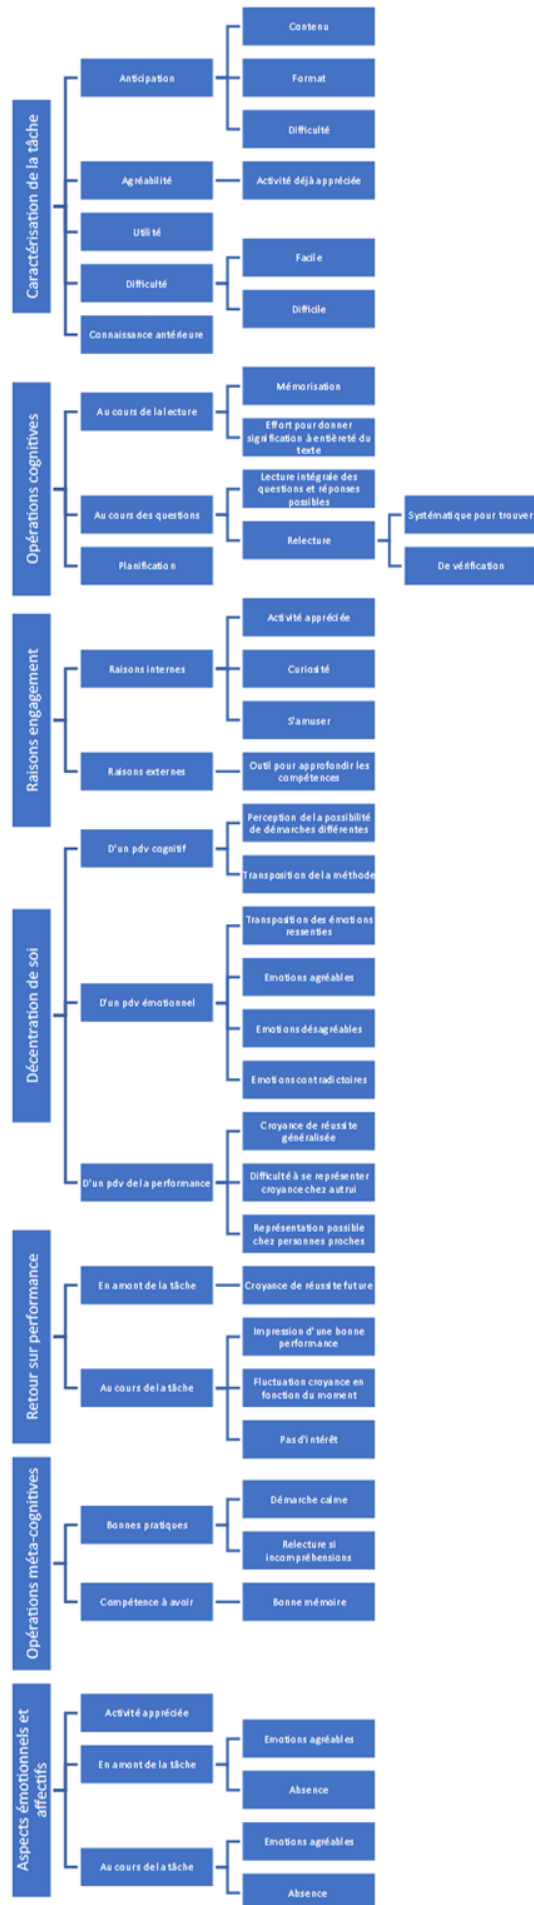 Caractérisation de la tâche
Anticipation
Contenu
Format
Difficulté
Agréabilité
Activité déjà appréciée
Utilité
Difficulté
Facile
Difficile
Connaissance antérieure
Opérations cognitives
Au cours de la lecture
Mémorisation
Effort pour donner
signification à entièreté du
texte
Au cours des questions
Lecture intégrale des
questions et réponses
possibles
Relecture
Systématique pour trouver
De vérification
Planification
Raisons engagement
Raisons internes
Activité appréciée
Curiosité
S'amuser
Raisons externes
Outil pour approfondir les
compétences
Décentration de soi
D'un pdv cognitif
Perception de la possibilité
de démarches différentes
Transposition de la méthode
D'un pdv émotionnel
Transposition des émotions
ressenties
Emotions agréables
Emotions désagréables
Emotions contradictoires
D'un pdv de la performance
Croyance de réussite
généralisée
Difficulté à se représenter
croyance chez autrui
Représentation possible
chez personnes proches
Retour sur performance
En amont de la tâche
Croyance de réussite future
Au cours de la tâche
Impression d'une bonne
performance
Fluctuation croyance en
fonction du moment
Pas d'intérêt
Opérations méta-cognitives
Bonnes pratiques
Démarche calme
Relecture si
incompréhensions
Compétence à avoir
Bonne mémoire
Aspects émotionnels et
affectifs
Activité appréciée
En amont de la tâche
Emotions agréables
Absence
Au cours de la tâche
Emotions agréables
Absence